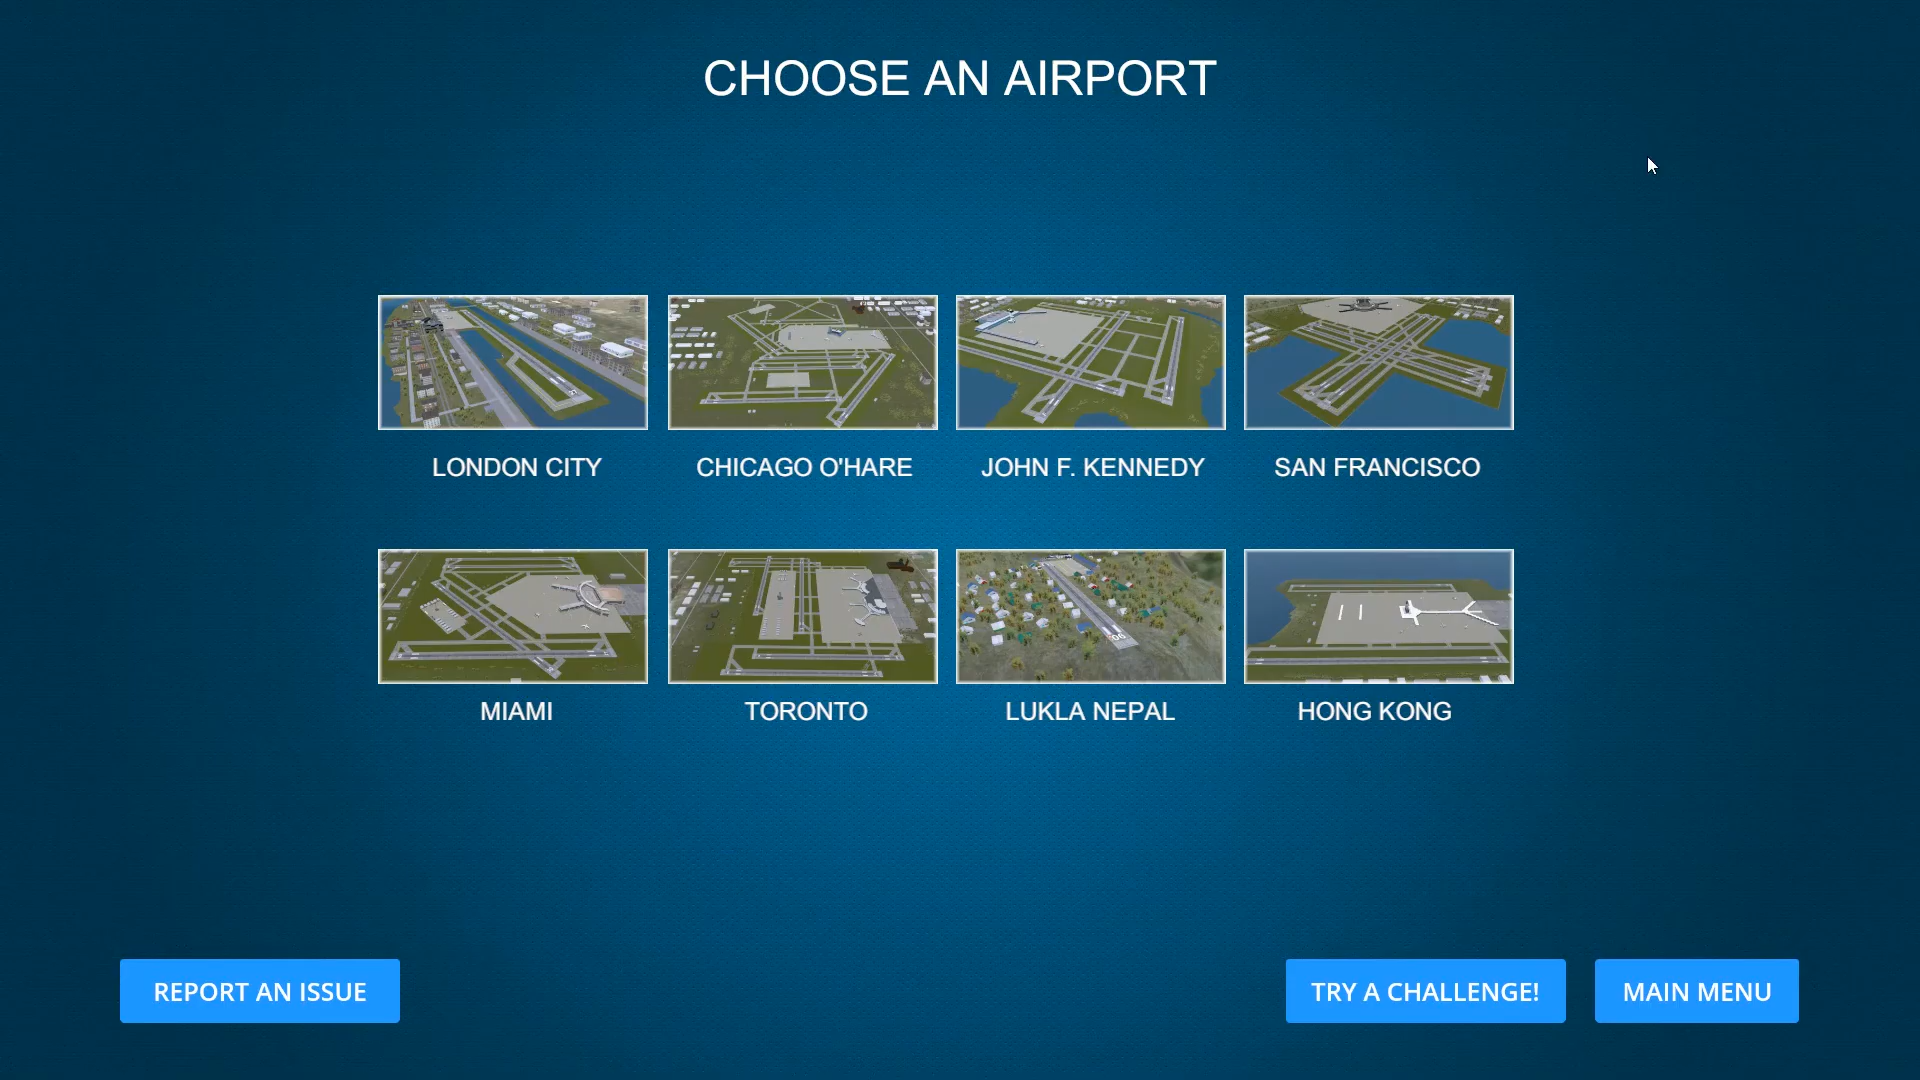 CHOOSE AN AIRPORT
LONDON CITY
CHICAGO O'HARE
JOHN F. KENNEDY
SAN FRANCISCO
MIAMI
TORONTO
LUKLA NEPAL
HONG KONG
REPORT AN ISSUE
TRY A CHALLENGE!
MAIN MENU